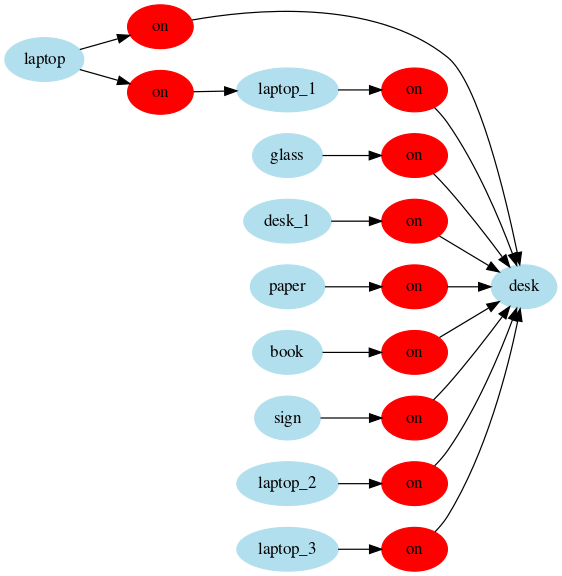 on
laptop
on
laptop_1
on
glass
on
desk_1
on
paper
on
desk
book
on
sign
on
laptop_2
on
laptop_3
on